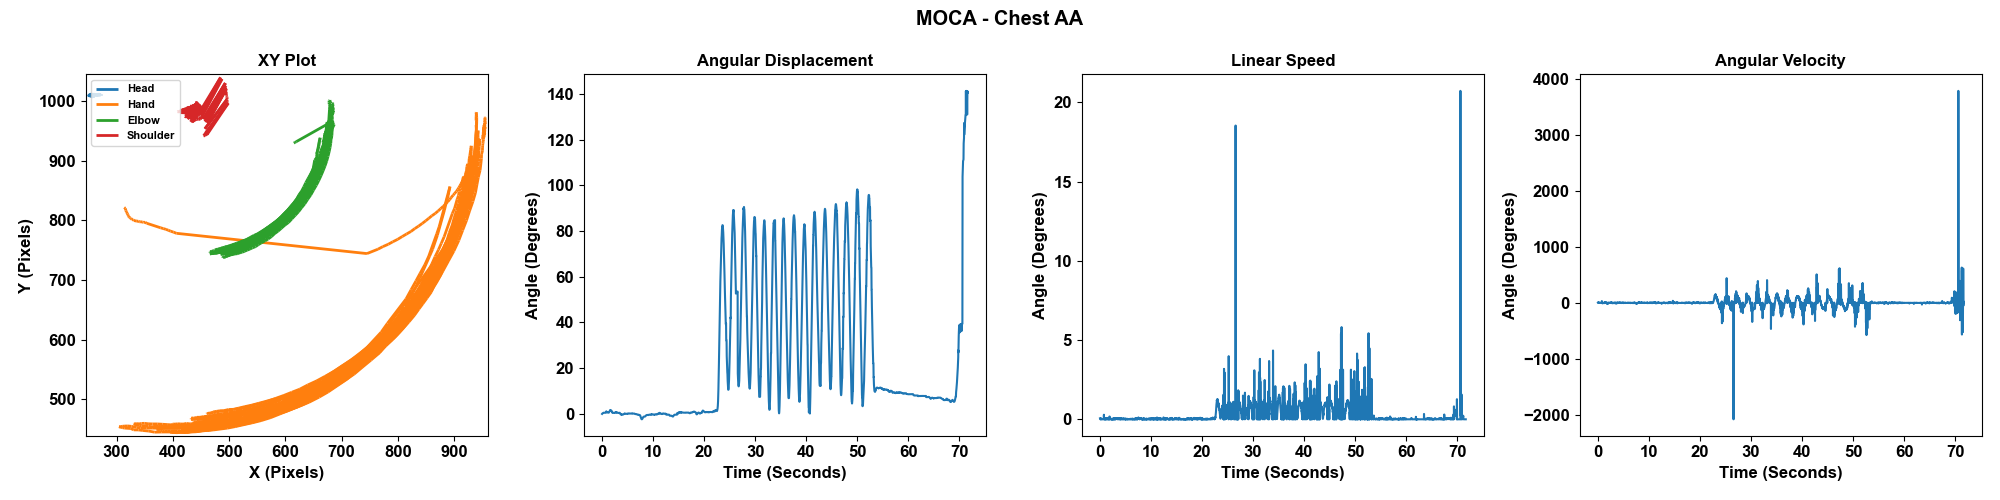 MOCA - Chest AA
XY Plot
Head
Hand
Elbow
Shoulder
1000
900
800
700
600
500
Y (Pixels)
300 400 500 600 700 800 900
X (Pixels)
Angular Displacement
140
120
100
80
60
40
20
0
Angle (Degrees)
0 10 20 30 40 50 60 70
Time (Seconds)
Linear Speed
20
15
10
5
0
Angle (Degrees)
0 10 20 30 40 50 60 70
Time (Seconds)
Angular Velocity
4000
3000
2000
1000
0
−1000
−2000
Angle (Degrees)
0 10 20 30 40 50 60 70
Time (Seconds)